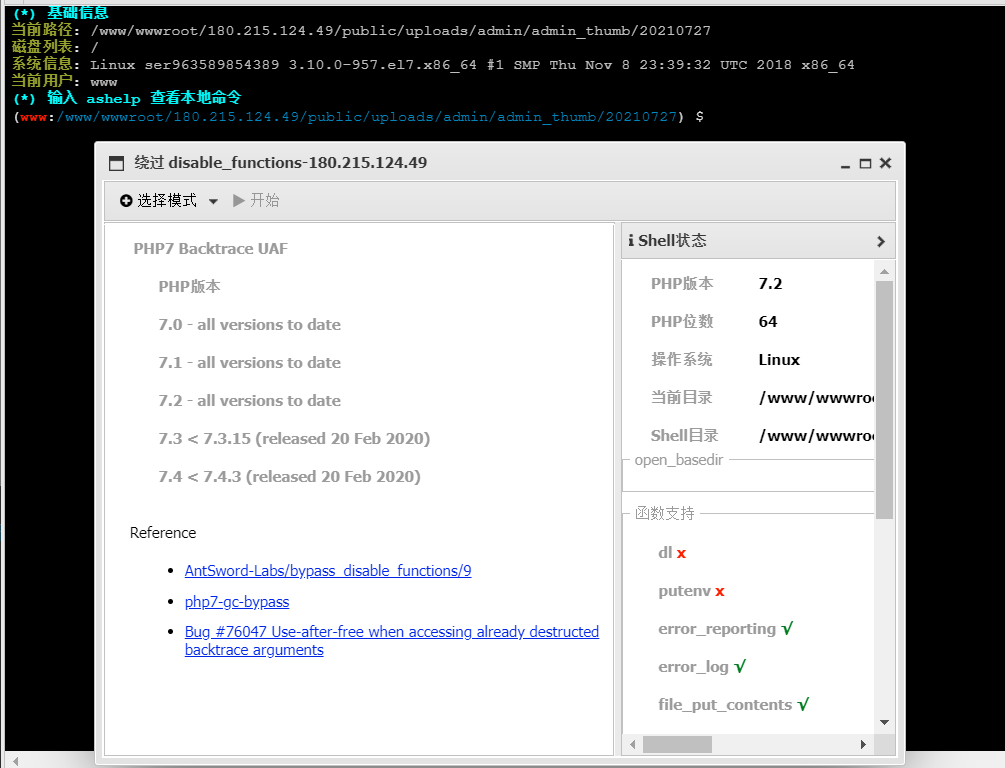 (*) 基础信息
当前路径: /www/wwwroot/180.215.124.49/public/uploads/admin/admin_thumb/20210727
磁盘列表: /
系统信息: Linux ser963589854389 3.10.0-957.el7.x86_64 #1 SMP Thu Nov 8 23:39:32 UTC 2018 x86_64
当前用户: www
(*) 输入 ashelp 查看本地命令
(www:/www/wwwroot/180.215.124.49/public/uploads/admin/admin_thumb/20210727) $
绕过 disable_functions-180.215.124.49
选择模式 开始
PHP7 Backtrace UAF
PHP版本
7.0 - all versions to date
7.1 - all versions to date
7.2 - all versions to date
7.3 < 7.3.15 (released 20 Feb 2020)
7.4 < 7.4.3 (released 20 Feb 2020)
Reference
AntSword-Labs/bypass_disable_functions/9
php7-gc-bypass
Bug #76047 Use-after-free when accessing already destructed
backtrace arguments
Shell状态
PHP版本 7.2
PHP位数 64
操作系统 Linux
当前目录 /www/wwwro
Shell目录 /www/wwwro
open_basedir
函数支持
dl x
putenv x
error_reporting √
error_log √
file_put_contents √